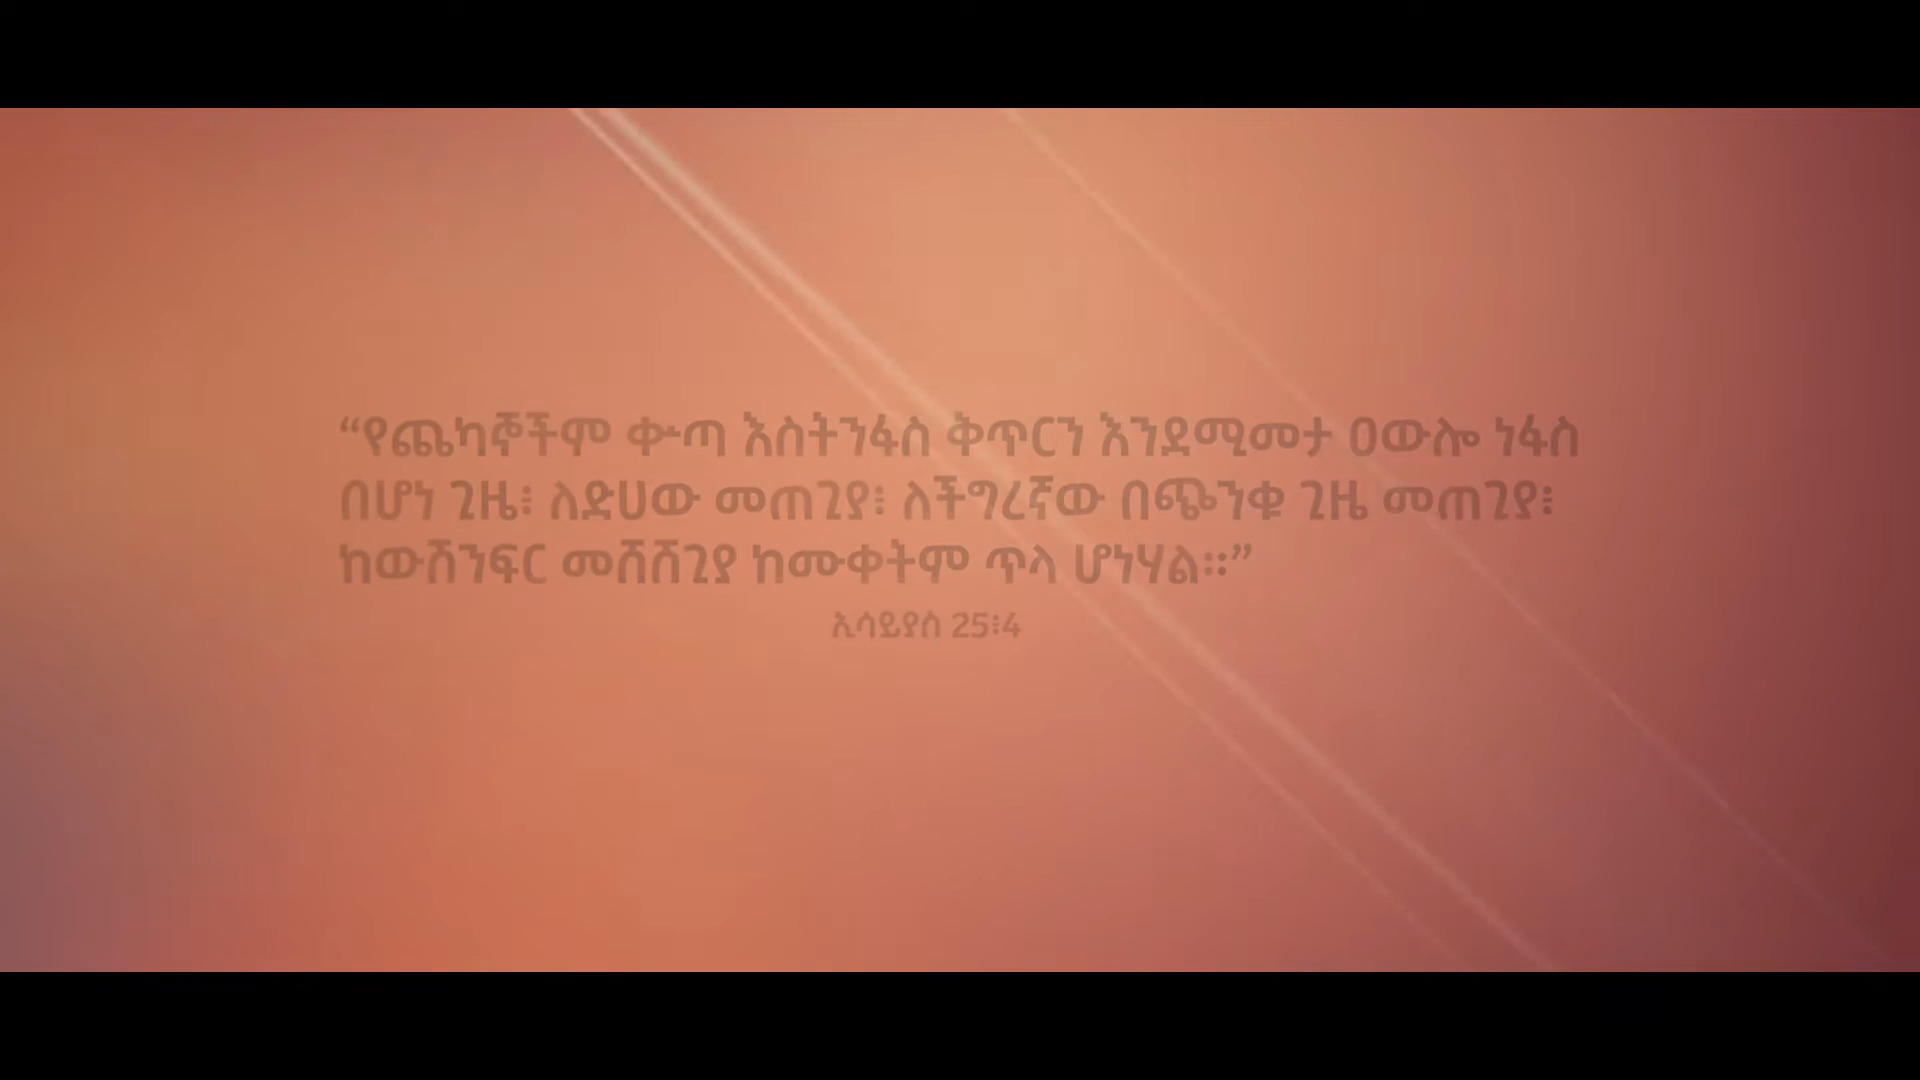 “የጨካኞችም ቍጣ እስትንፋስ ቅጥርን እንደሚመታ ዐውሎ ነፋስ
በሆነ ጊዜ፥ ለድሀው መጠጊያ፥ ለችግረኛው በጭንቁ ጊዜ መጠጊያ፥
ከውሽንፍር መሸሸጊያ ከሙቀትም ጥላ ሆነሃል።”
ኢሳይያስ 25፥4